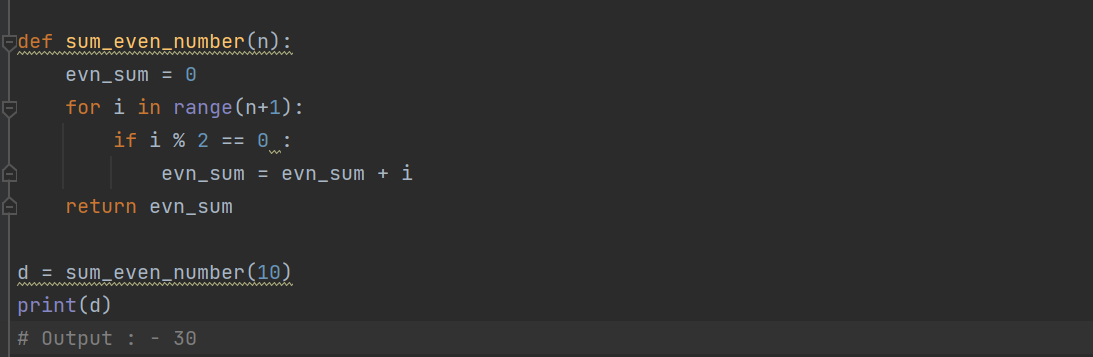 def sum_even_number(n):
    evn_sum = 0
    for i in range(n+1):
        if i % 2 == 0 :
            evn_sum = evn_sum + i
    return evn_sum
d = sum_even_number(10)
print(d)
# Output : - 30